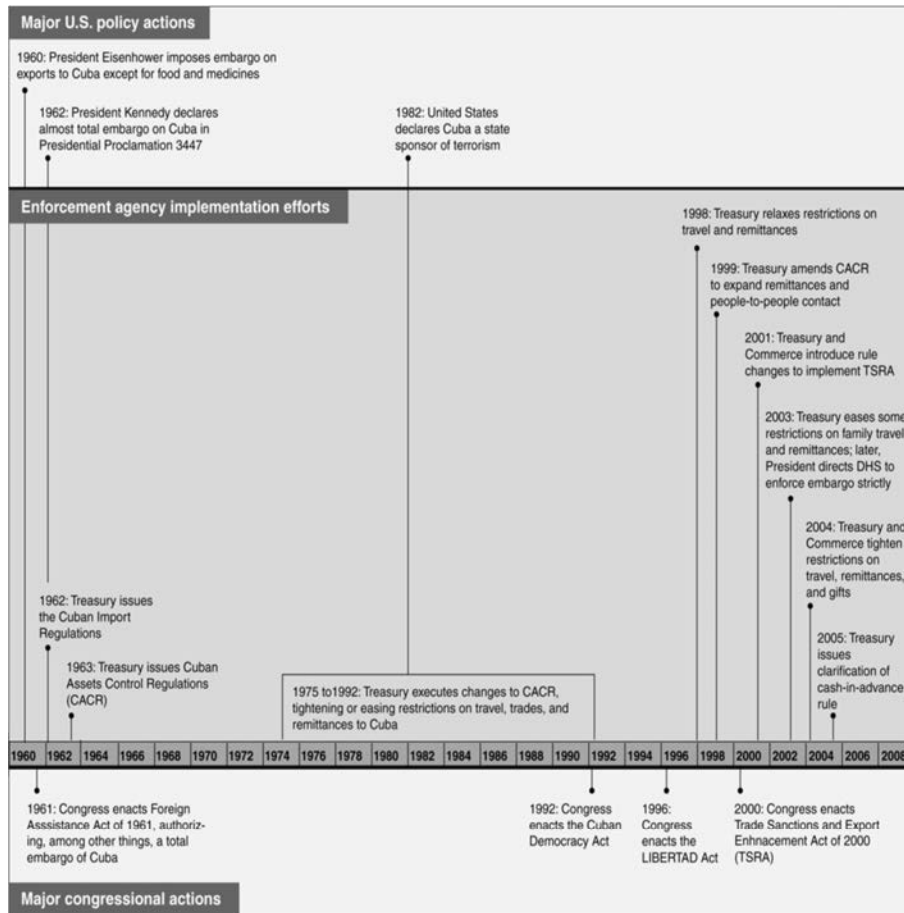 Major U.S. policy actions
1960: President Eisenhower imposes embargo on
exports to Cuba except for food and medicines
1962: President Kennedy declares
almost total embargo on Cuba in
Presidential Proclamation 3447
1982: United States
declares Cuba a state
sponsor of terrorism
Enforcement agency implementation efforts
1998: Treasury relaxes restrictions on
travel and remittances
1999: Treasury amends CACR
to expand remittances and
people-to-people contact
2001: Treasury and
Commerce introduce rule
changes to implement TSRA
2003: Treasury eases some
restrictions on family travel
and remittances; later,
President directs DHS to
enforce embargo strictly
2004: Treasury and
Commerce tighten
restrictions on
travel, remittances,
and gifts
1962: Treasury issues
the Cuban Import
Regulations
1963: Treasury issues Cuban
Assets Control Regulations
(CACR)
1975 to1992: Treasury executes changes to CACR,
tightening or easing restrictions on travel, trades, and
remittances to Cuba
2005: Treasury
issues
clarification of
cash-in-advance
rule
1960 1962 1964 1966 1968 1970 1972 1974 1976 1978 1980 1982 1984 1986 1988 1990 1992 1994 1996 1998 2000 2002 2004 2006 2008
1961: Congress enacts Foreign
Asssistance Act of 1961, authoriz-
ing, among other things, a total
embargo of Cuba
1992: Congress
enacts the Cuban
Democracy Act
1996:
Congress
enacts the
LIBERTAD Act
2000: Congress enacts
Trade Sanctions and Export
Enhnacement Act of 2000
(TSRA)
Major congressional actions